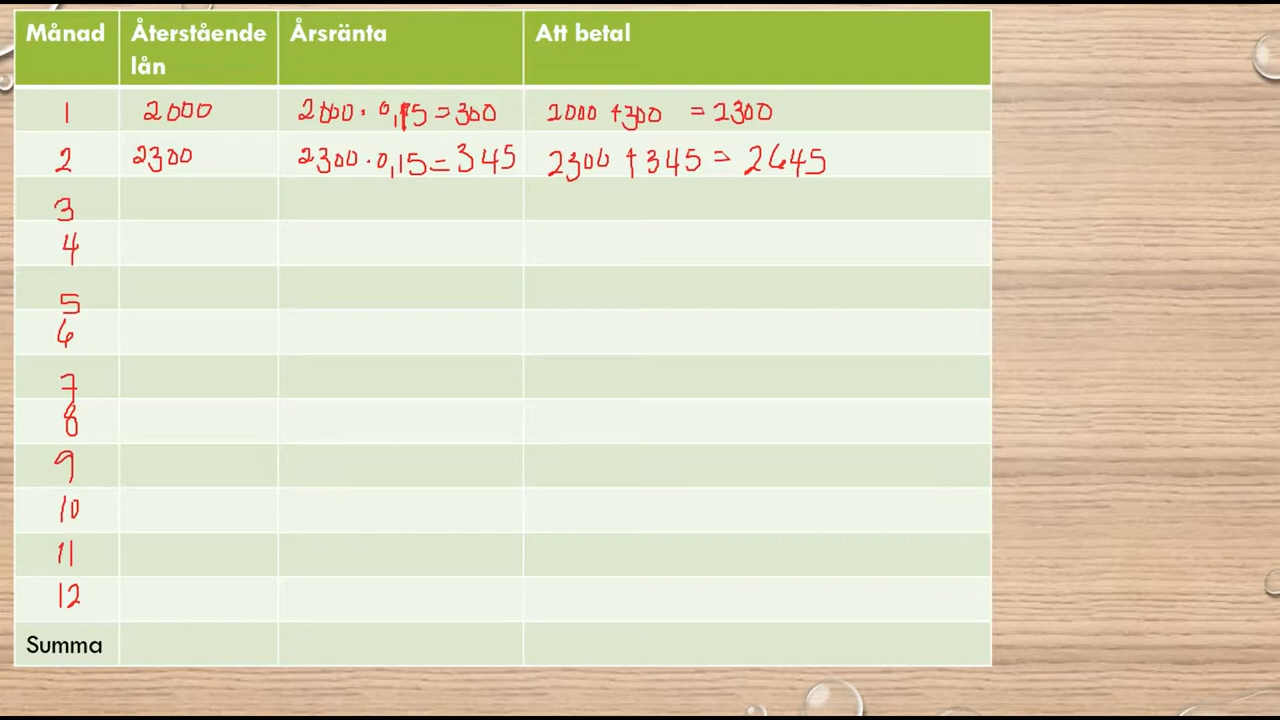 Månad Återstående lån Årsränta Att betal
1 2000 2000 · 0,15 = 300 2000 + 300 = 2300
2 2300 2300 · 0,15 = 345 2300 + 345 = 2645
3
4
5
6
7
8
9
10
11
12
Summa